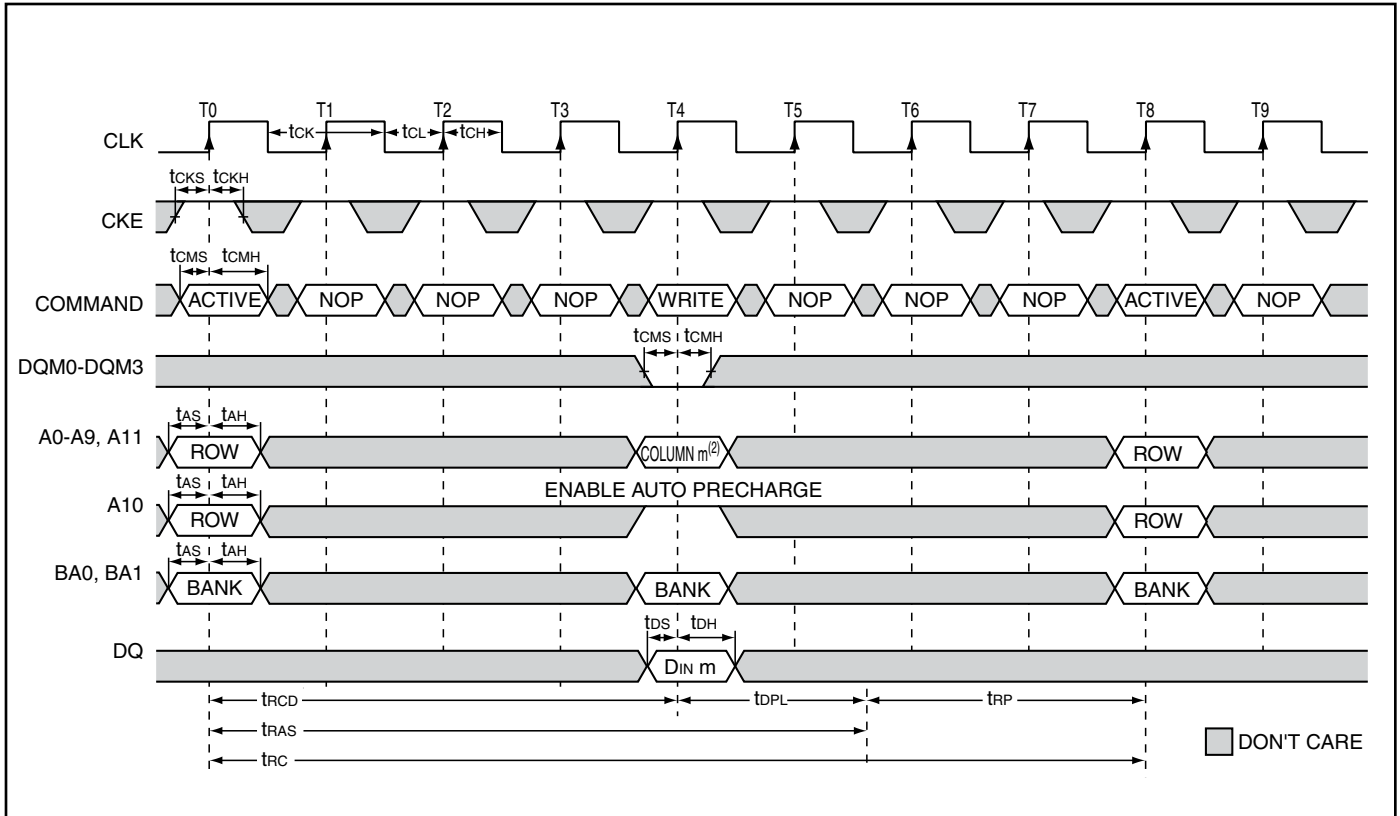 T0 T1 T2 T3 T4 T5 T6 T7 T8 T9
CLK tCK tCL tCH
tCKS tCKH
CKE
tCMS tCMH
COMMAND ACTIVE NOP NOP NOP WRITE NOP NOP NOP ACTIVE NOP
tCMS tCMH
DQM0-DQM3
tAS tAH
A0-A9, A11 ROW COLUMN m(2) ROW
tAS tAH ENABLE AUTO PRECHARGE
A10 ROW ROW
tAS tAH
BA0, BA1 BANK BANK BANK
tDS tDH
DQ DIN m
tRCD tDPL tRP
tRAS
DON'T CARE
tRC